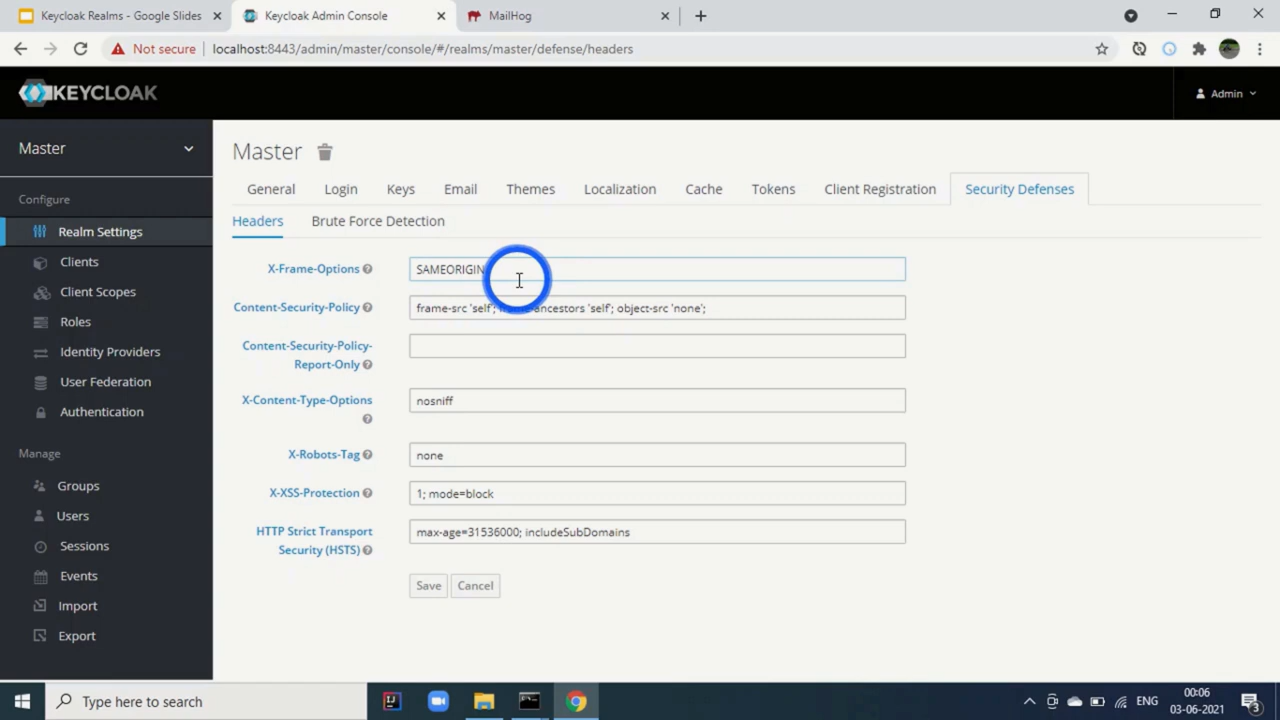 Keycloak Realms - Google Slides
Keycloak Admin Console
MailHog
Not secure
localhost:8443/admin/master/console/#/realms/master/defense/headers
KEYCLOAK
Admin
Master
Configure
Realm Settings
Clients
Client Scopes
Roles
Identity Providers
User Federation
Authentication
Manage
Groups
Users
Sessions
Events
Import
Export
Master
General
Login
Keys
Email
Themes
Localization
Cache
Tokens
Client Registration
Security Defenses
Headers
Brute Force Detection
X-Frame-Options
SAMEORIGIN
Content-Security-Policy
frame-src 'self'; frame-ancestors 'self'; object-src 'none';
Content-Security-Policy-
Report-Only
X-Content-Type-Options
nosniff
X-Robots-Tag
none
X-XSS-Protection
1; mode=block
HTTP Strict Transport
Security (HSTS)
max-age=31536000; includeSubDomains
Save
Cancel
Type here to search
ENG
00:06
03-06-2021
3